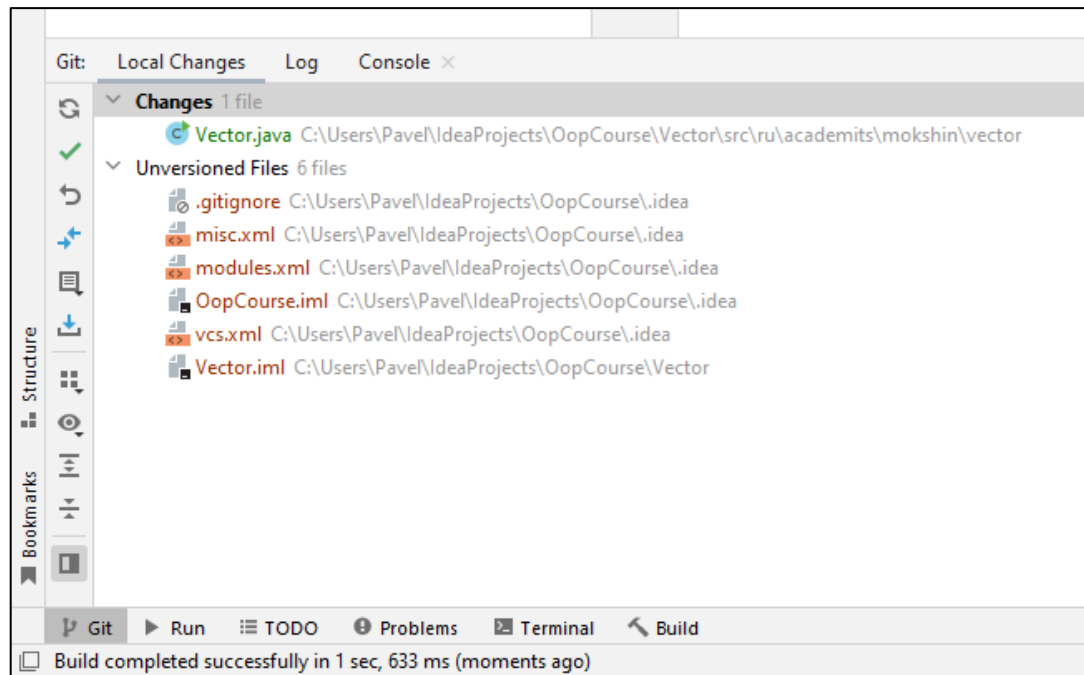 Git: Local Changes Log Console
Changes 1 file
Vector.java C:\Users\Pavel\IdeaProjects\OopCourse\Vector\src\ru\academits\mokshin\vector
Unversioned Files 6 files
.gitignore C:\Users\Pavel\IdeaProjects\OopCourse\.idea
misc.xml C:\Users\Pavel\IdeaProjects\OopCourse\.idea
modules.xml C:\Users\Pavel\IdeaProjects\OopCourse\.idea
OopCourse.iml C:\Users\Pavel\IdeaProjects\OopCourse\.idea
vcs.xml C:\Users\Pavel\IdeaProjects\OopCourse\.idea
Vector.iml C:\Users\Pavel\IdeaProjects\OopCourse\Vector
Structure
Bookmarks
Git Run TODO Problems Terminal Build
Build completed successfully in 1 sec, 633 ms (moments ago)